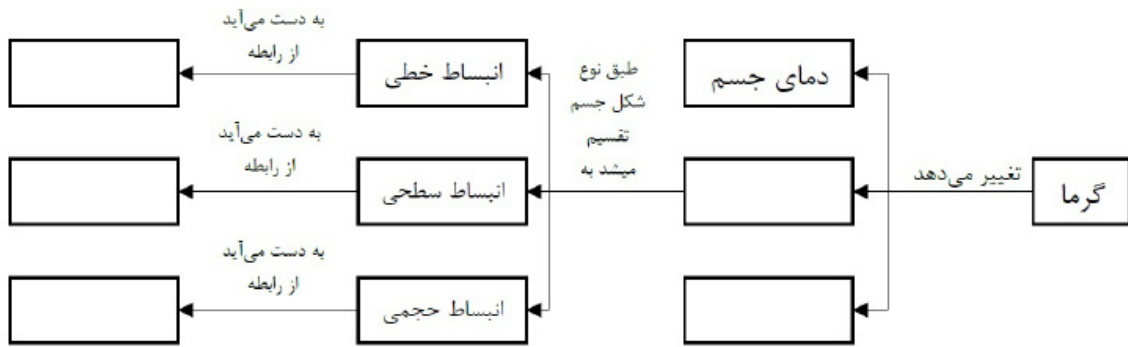 گرما
تغییر می‌دهد
دمای جسم
طبق نوع
شکل جسم
تقسیم
میشد به
انبساط خطی
به دست می‌آید
از رابطه
انبساط سطحی
به دست می‌آید
از رابطه
انبساط حجمی
به دست می‌آید
از رابطه